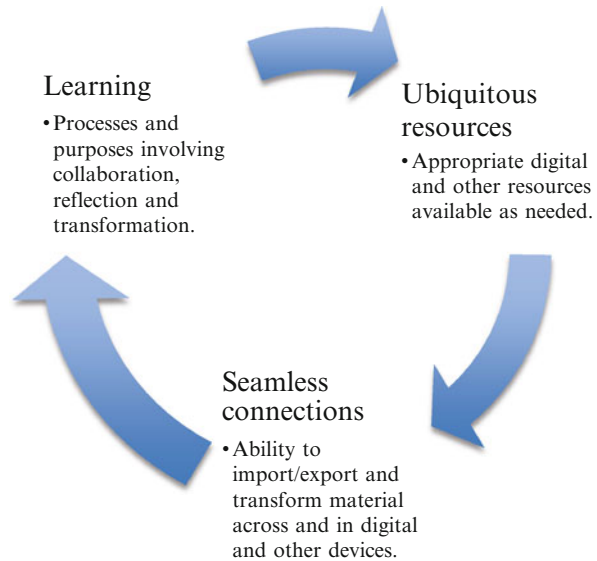 Learning
• Processes and
purposes involving
collaboration,
reflection and
transformation.
Ubiquitous
resources
• Appropriate digital
and other resources
available as needed.
Seamless
connections
• Ability to
import/export and
transform material
across and in digital
and other devices.